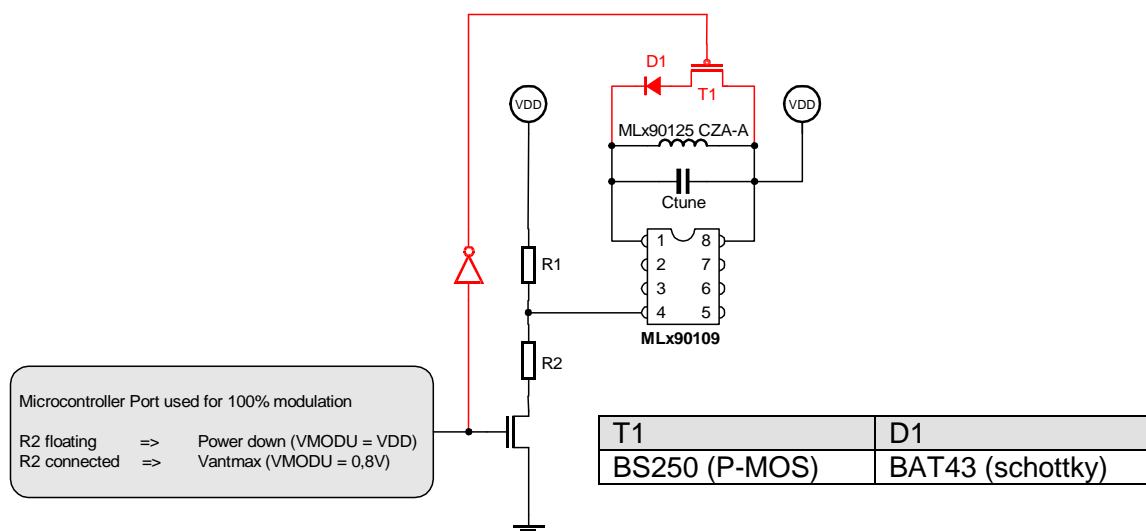 D1
T1
VDD
VDD
MLx90125 CZA-A
Ctune
R1
1 8
2 7
3 6
4 5
MLx90109
R2
Microcontroller Port used for 100% modulation
R2 floating => Power down (VMODU = VDD)
R2 connected => Vantmax (VMODU = 0,8V)
T1 D1
BS250 (P-MOS) BAT43 (schottky)